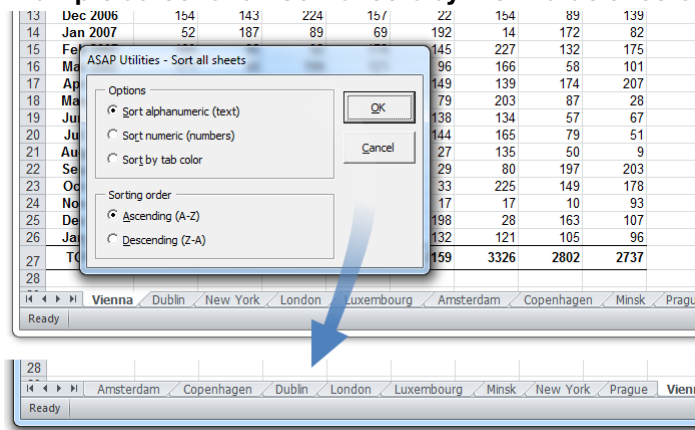 13 Dec 2006 154 143 224 157 22 154 89 139
14 Jan 2007 52 187 89 69 192 14 172 82
15 145 227 132 175
16 96 166 58 101
17 149 139 174 207
18 79 203 87 28
19 138 134 57 67
20 144 165 79 51
21 27 135 50 9
22 29 80 197 203
23 33 225 149 178
24 17 17 10 93
25 198 28 163 107
26 132 121 105 96
27 159 3326 2802 2737
28
ASAP Utilities - Sort all sheets
Options
Sort alphanumeric (text)
Sort numeric (numbers)
Sort by tab color
OK
Cancel
Sorting order
Ascending (A-Z)
Descending (Z-A)
Vienna Dublin New York London Luxembourg Amsterdam Copenhagen Minsk Pragu
Ready
28
Amsterdam Copenhagen Dublin London Luxembourg Minsk New York Prague Vien
Ready